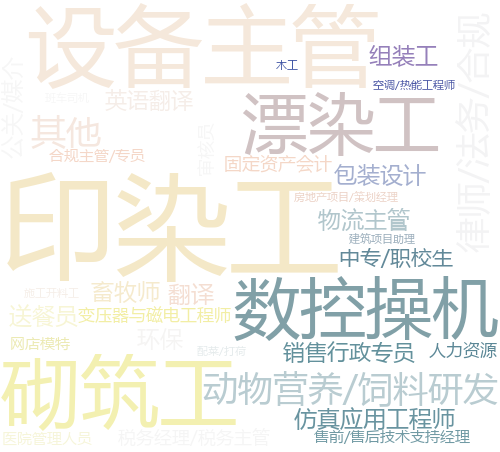 设备主管
组装工
木工
空调/热能工程师
公关/媒介
英语翻译
漂染工
律师/法务/合规
其他
审核员
合规主管/专员
固定资产会计
包装设计
印染工
房地产项目/策划经理
物流主管
建筑项目助理
中专/职校生
施工开料工
畜牧师
翻译
数控操机
送餐员
变压器与磁电工程师
网店模特
环保
配菜/打荷
销售行政专员
人力资源
砌筑工
动物营养/饲料研发
仿真应用工程师
医院管理人员
税务经理/税务主管
售前/售后技术支持经理